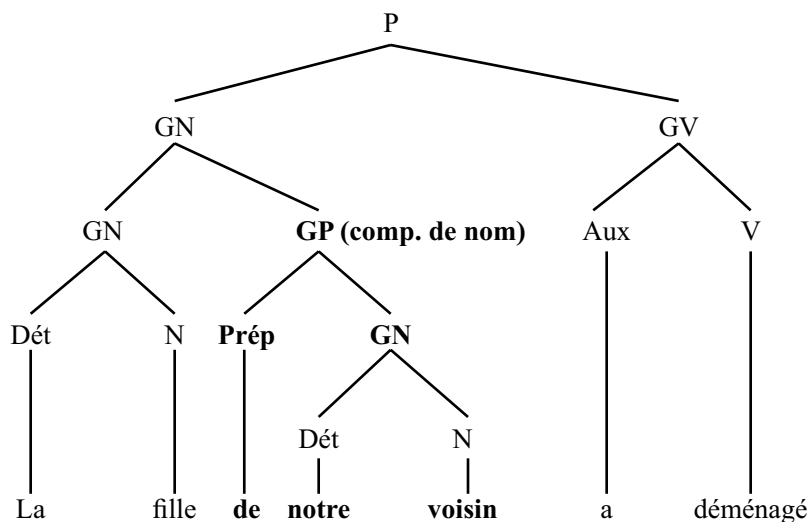 P
GN GV
GN GP (comp. de nom) Aux V
Dét N Prép GN
Dét N
La fille de notre voisin a déménagé